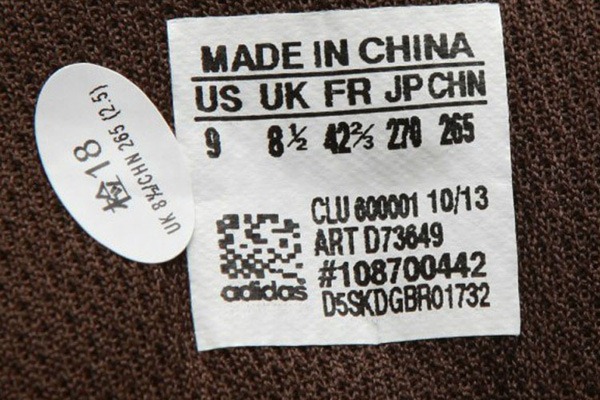 MADE IN CHINA
US UK FR JP CHN
9 8½ 42⅔ 270 265
CLU 600001 10/13
ART D73649
#108700442
D5SKDGBR01732
adidas
检18
UK 8½/CHN 265 (2.5)